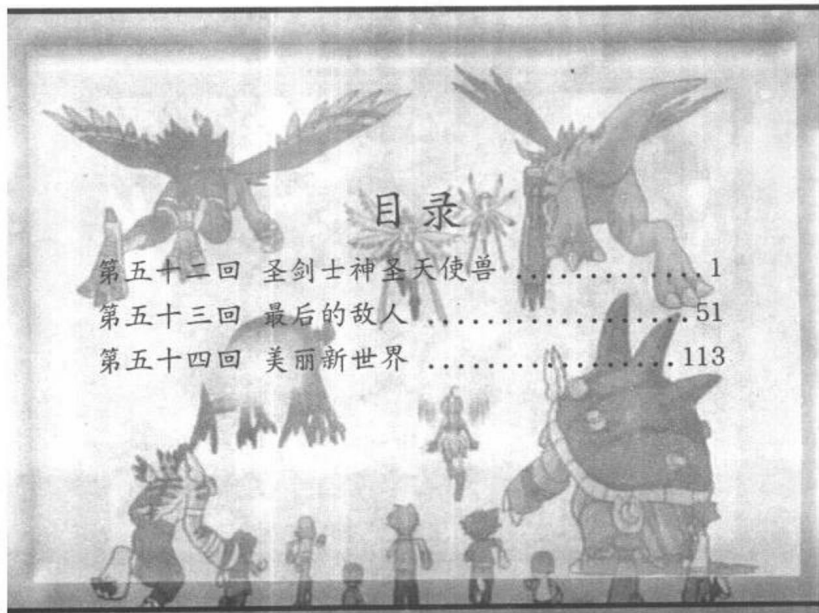 目录
第五十二回 圣剑士神圣天使兽 ..............1
第五十三回 最后的敌人 ...................51
第五十四回 美丽新世界 ..................113